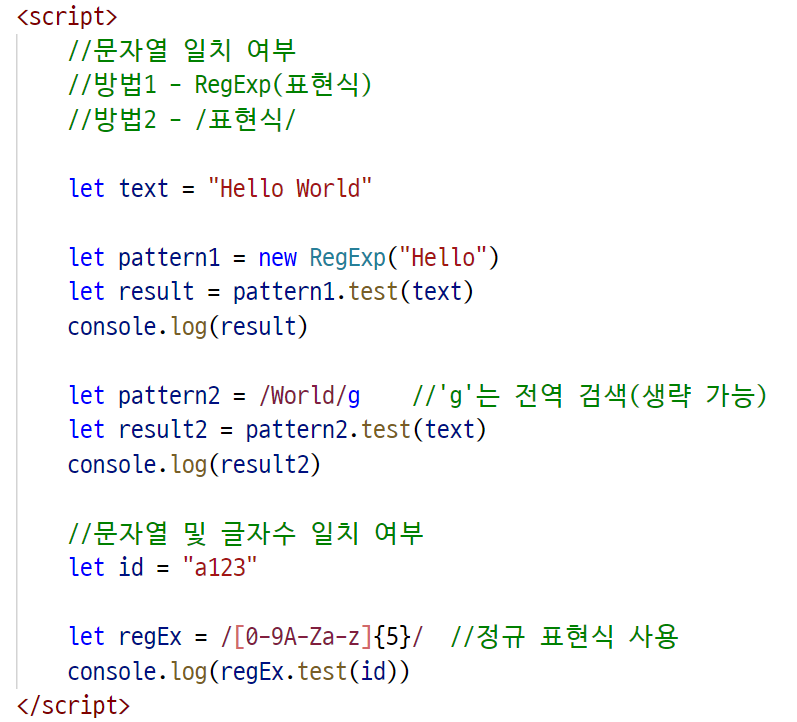 <script>
//문자열 일치 여부
//방법1 - RegExp(표현식)
//방법2 - /표현식/
let text = "Hello World"
let pattern1 = new RegExp("Hello")
let result = pattern1.test(text)
console.log(result)
let pattern2 = /World/g    //'g'는 전역 검색(생략 가능)
let result2 = pattern2.test(text)
console.log(result2)
//문자열 및 글자수 일치 여부
let id = "a123"
let regEx = /[0-9A-Za-z]{5}/  //정규 표현식 사용
console.log(regEx.test(id))
</script>